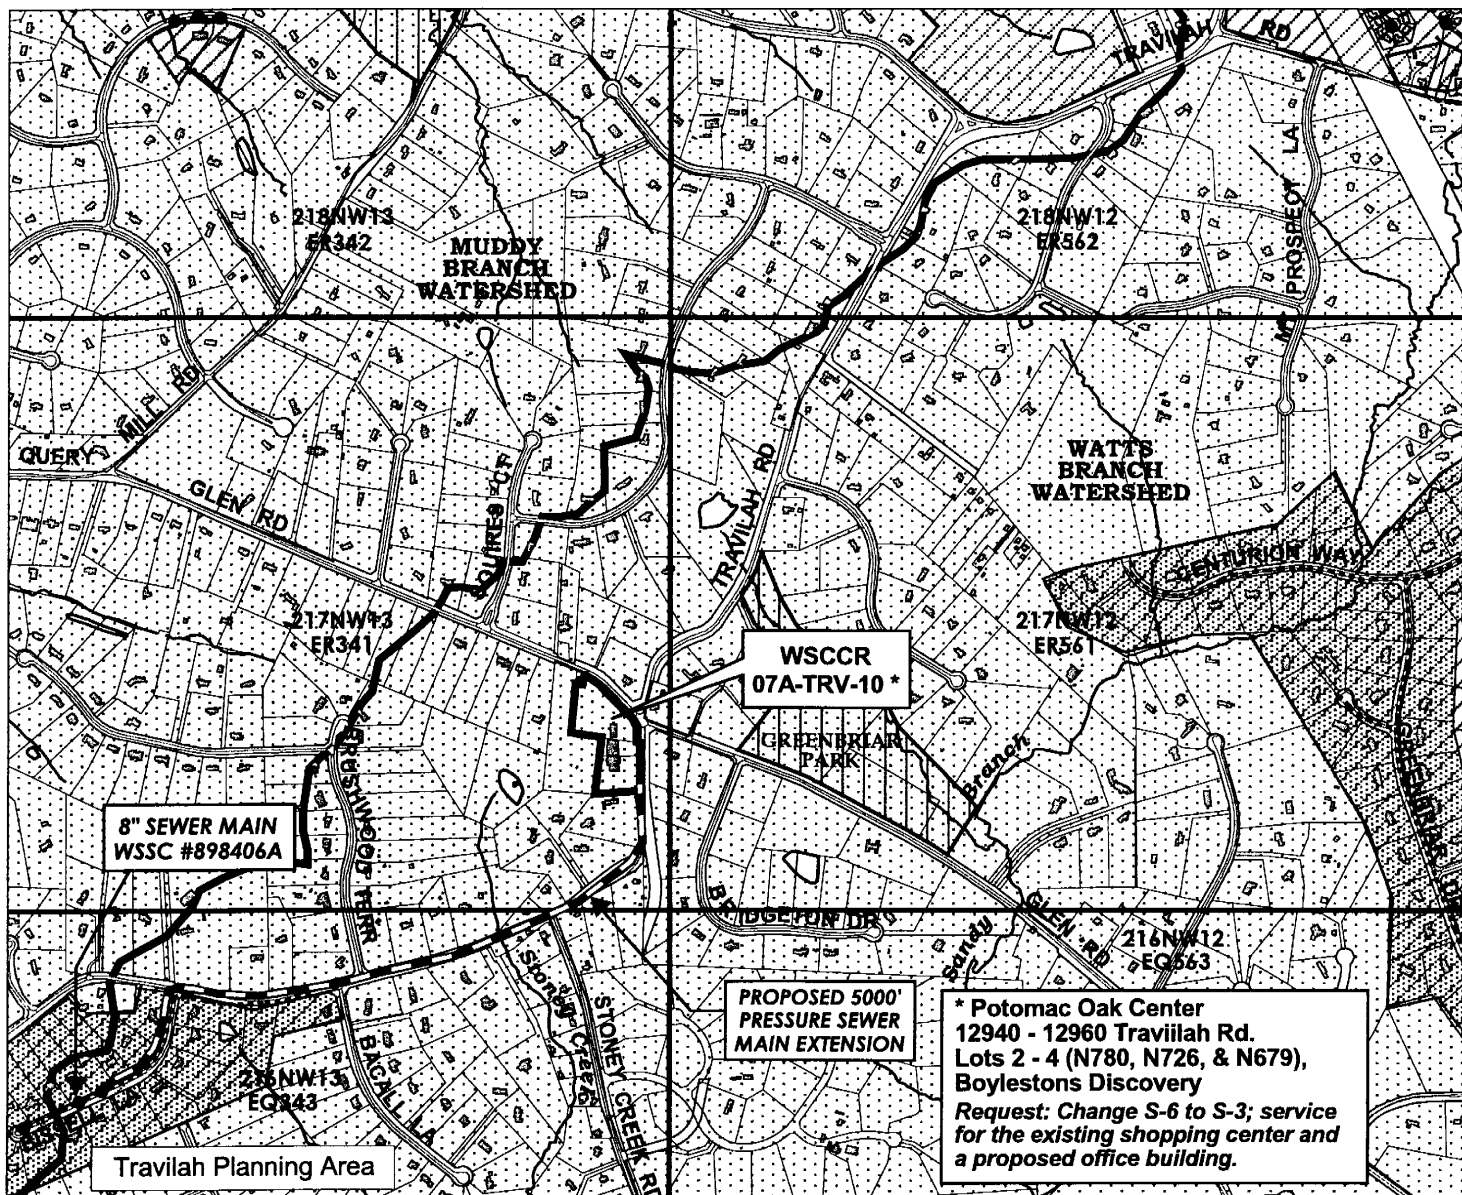 TRAVILAH RD
PROSPECT LA
218NW13
ER342
218NW12
ER562
MUDDY
BRANCH
WATERSHED
QUERY MILL RD
GLEN RD
SQUIRES CT
TRAVILAH RD
WATTS
BRANCH
WATERSHED
CENTURION WAY
217NW13
ER341
217NW12
ER561
WSCCR
07A-TRV-10 *
GREENBRIAR
PARK
Branch
GREENBRIAR DR
BRUSHWOOD TERR
8" SEWER MAIN
WSSC #898406A
BRIDGETON DR
GLEN RD
Sandy
216NW12
EQ563
Stoney Creek
STONEY CREEK RD
PROPOSED 5000'
PRESSURE SEWER
MAIN EXTENSION
BACALL LA
216NW13
EQ343
Travilah Planning Area
* Potomac Oak Center
12940 - 12960 Traviilah Rd.
Lots 2 - 4 (N780, N726, & N679),
Boylestons Discovery
Request: Change S-6 to S-3; service
for the existing shopping center and
a proposed office building.